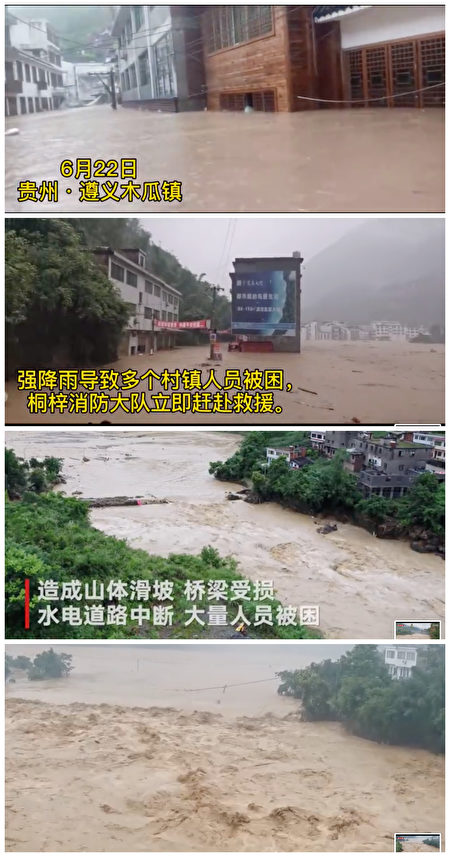 6月22日
贵州·遵义木瓜镇
强降雨导致多个村镇人员被困，
桐梓消防大队立即赶赴救援。
造成山体滑坡 桥梁受损
水电道路中断 大量人员被困